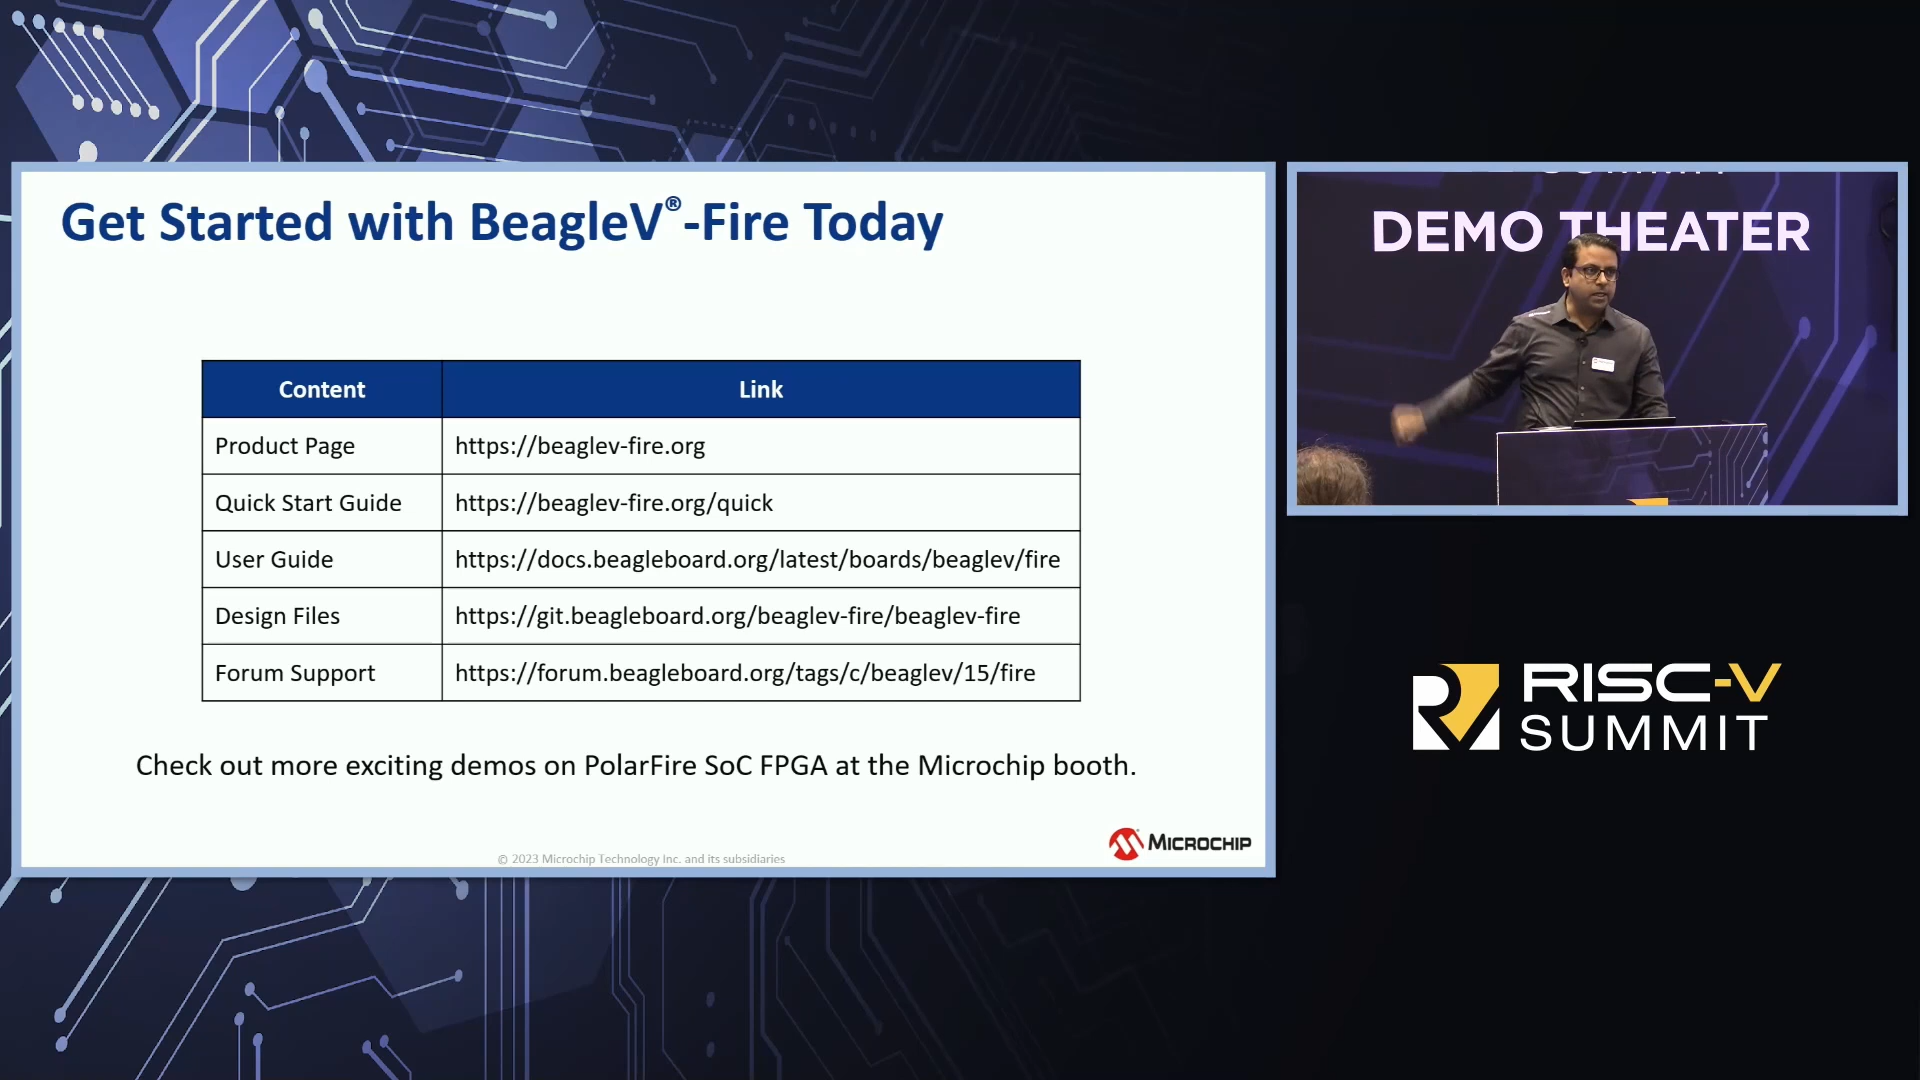 Get Started with BeagleV®-Fire Today
Content Link
Product Page https://beaglev-fire.org
Quick Start Guide https://beaglev-fire.org/quick
User Guide https://docs.beagleboard.org/latest/boards/beaglev/fire
Design Files https://git.beagleboard.org/beaglev-fire/beaglev-fire
Forum Support https://forum.beagleboard.org/tags/c/beaglev/15/fire
Check out more exciting demos on PolarFire SoC FPGA at the Microchip booth.
© 2023 Microchip Technology Inc. and its subsidiaries
MICROCHIP
DEMO THEATER
RISC-V
SUMMIT